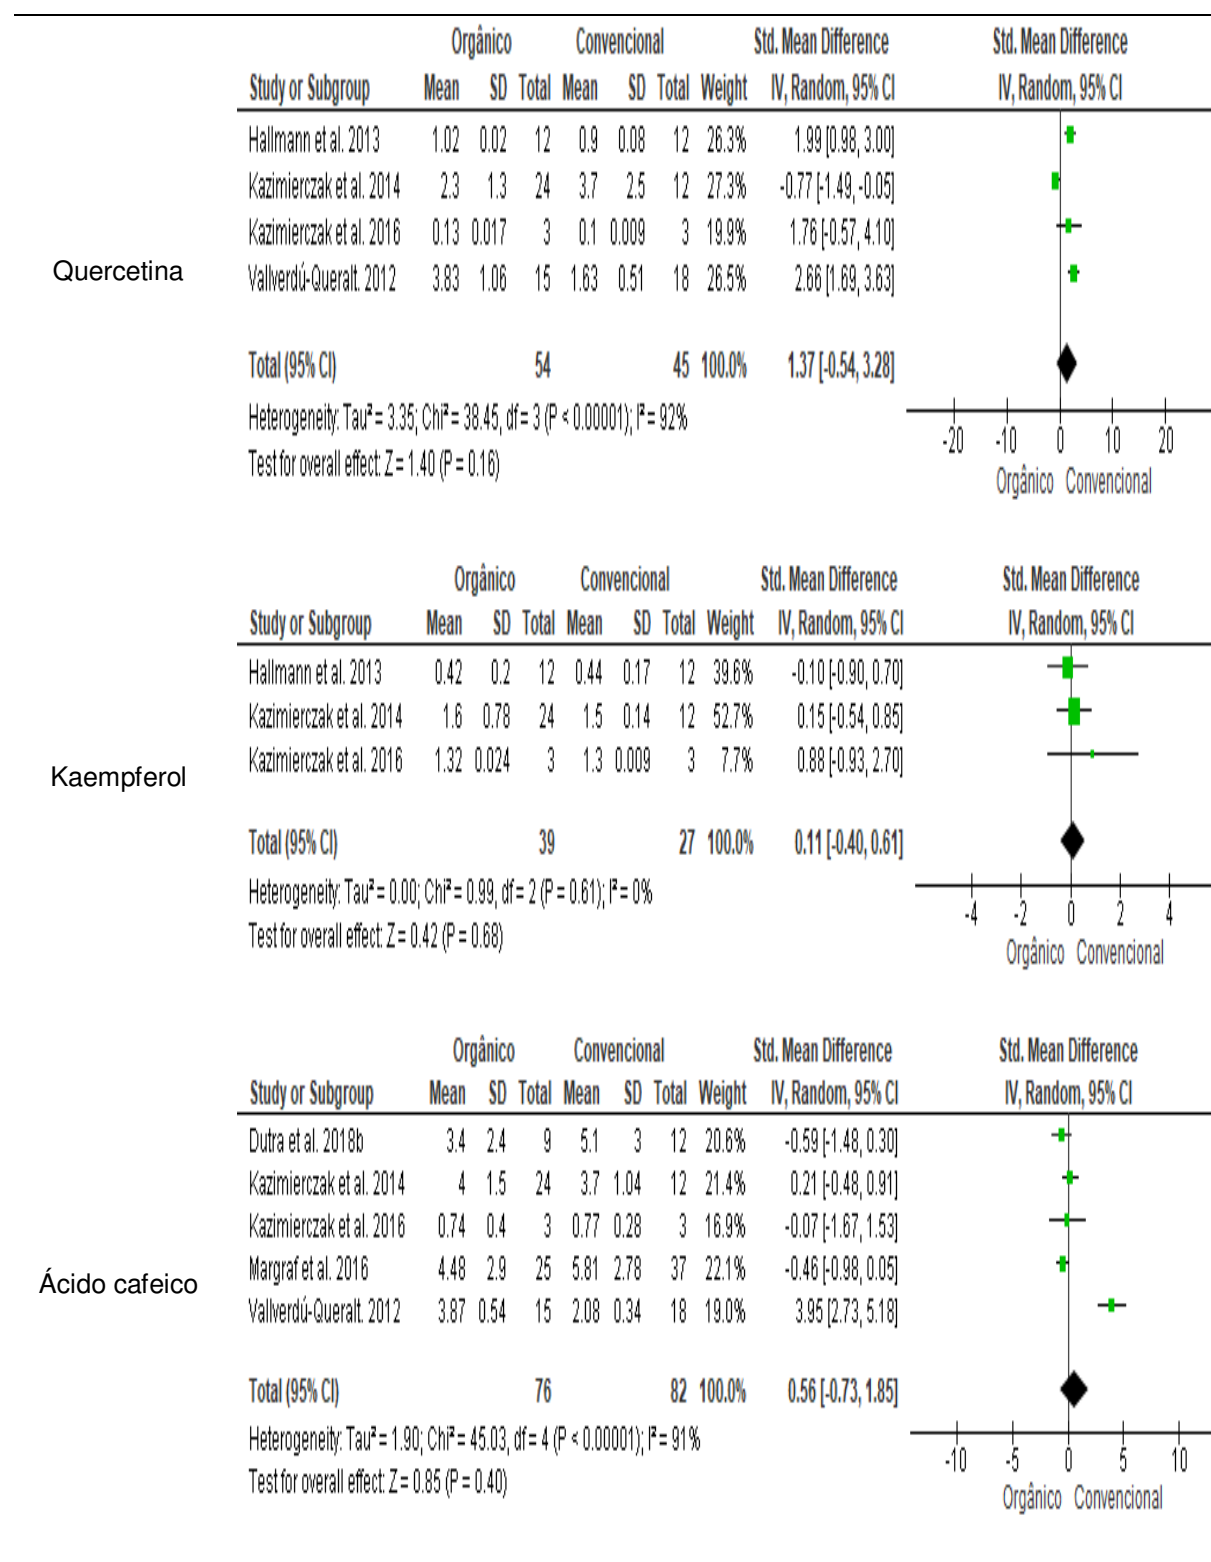 Orgânico Convencional Std. Mean Difference Std. Mean Difference
Study or Subgroup Mean SD Total Mean SD Total Weight IV, Random, 95% CI IV, Random, 95% CI
Hallmann et al. 2013 1.02 0.02 12 0.9 0.08 12 26.3% 1.99 [0.98, 3.00]
Kazimierczak et al. 2014 2.3 1.3 24 3.7 2.5 12 27.3% -0.77 [-1.49, -0.05]
Kazimierczak et al. 2016 0.13 0.017 3 0.1 0.009 3 19.9% 1.76 [-0.57, 4.10]
Quercetina
Vallverdú-Queralt. 2012 3.83 1.06 15 1.63 0.51 18 26.5% 2.66 [1.69, 3.63]
Total (95% CI) 54 45 100.0% 1.37 [-0.54, 3.28]
Heterogeneity: Tau² = 3.35; Chi² = 38.45, df = 3 (P < 0.00001); I² = 92%
-20 -10 0 10 20
Test for overall effect: Z = 1.40 (P = 0.16)
Orgânico Convencional
Orgânico Convencional Std. Mean Difference Std. Mean Difference
Study or Subgroup Mean SD Total Mean SD Total Weight IV, Random, 95% CI IV, Random, 95% CI
Hallmann et al. 2013 0.42 0.2 12 0.44 0.17 12 39.6% -0.10 [-0.90, 0.70]
Kazimierczak et al. 2014 1.6 0.78 24 1.5 0.14 12 52.7% 0.15 [-0.54, 0.85]
Kazimierczak et al. 2016 1.32 0.024 3 1.3 0.009 3 7.7% 0.88 [-0.93, 2.70]
Kaempferol
Total (95% CI) 39 27 100.0% 0.11 [-0.40, 0.61]
Heterogeneity: Tau² = 0.00; Chi² = 0.99, df = 2 (P = 0.61); I² = 0%
-4 -2 0 2 4
Test for overall effect: Z = 0.42 (P = 0.68)
Orgânico Convencional
Orgânico Convencional Std. Mean Difference Std. Mean Difference
Study or Subgroup Mean SD Total Mean SD Total Weight IV, Random, 95% CI IV, Random, 95% CI
Dutra et al. 2018b 3.4 2.4 9 5.1 3 12 20.6% -0.59 [-1.48, 0.30]
Kazimierczak et al. 2014 4 1.5 24 3.7 1.04 12 21.4% 0.21 [-0.48, 0.91]
Kazimierczak et al. 2016 0.74 0.4 3 0.77 0.28 3 16.9% -0.07 [-1.67, 1.53]
Margraf et al. 2016 4.48 2.9 25 5.81 2.78 37 22.1% -0.46 [-0.98, 0.05]
Ácido cafeico
Vallverdú-Queralt. 2012 3.87 0.54 15 2.08 0.34 18 19.0% 3.95 [2.73, 5.18]
Total (95% CI) 76 82 100.0% 0.56 [-0.73, 1.85]
Heterogeneity: Tau² = 1.90; Chi² = 45.03, df = 4 (P < 0.00001); I² = 91%
-10 -5 0 5 10
Test for overall effect: Z = 0.85 (P = 0.40)
Orgânico Convencional